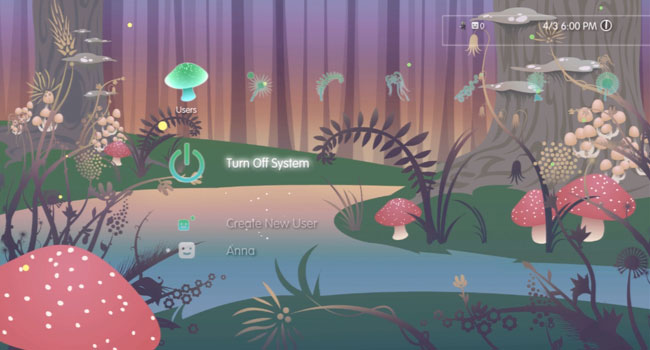 0
4/3 6:00 PM
Users
Turn Off System
Create New User
Anna